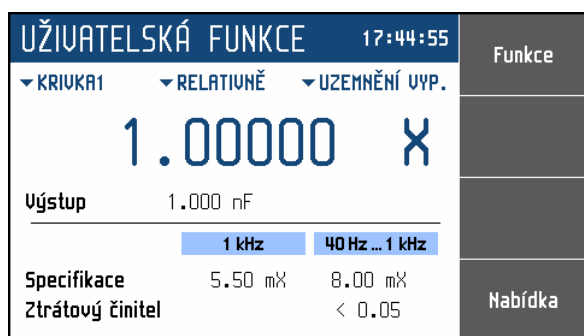 UŽIVATELSKÁ FUNKCE 17:44:55
Funkce
KRIVKA1 RELATIVNĚ UZEMNĚNÍ VYP.
1.00000 X
Výstup 1.000 nF
1 kHz 40 Hz ... 1 kHz
Specifikace 5.50 mX 8.00 mX
Ztrátový činitel < 0.05
Nabídka